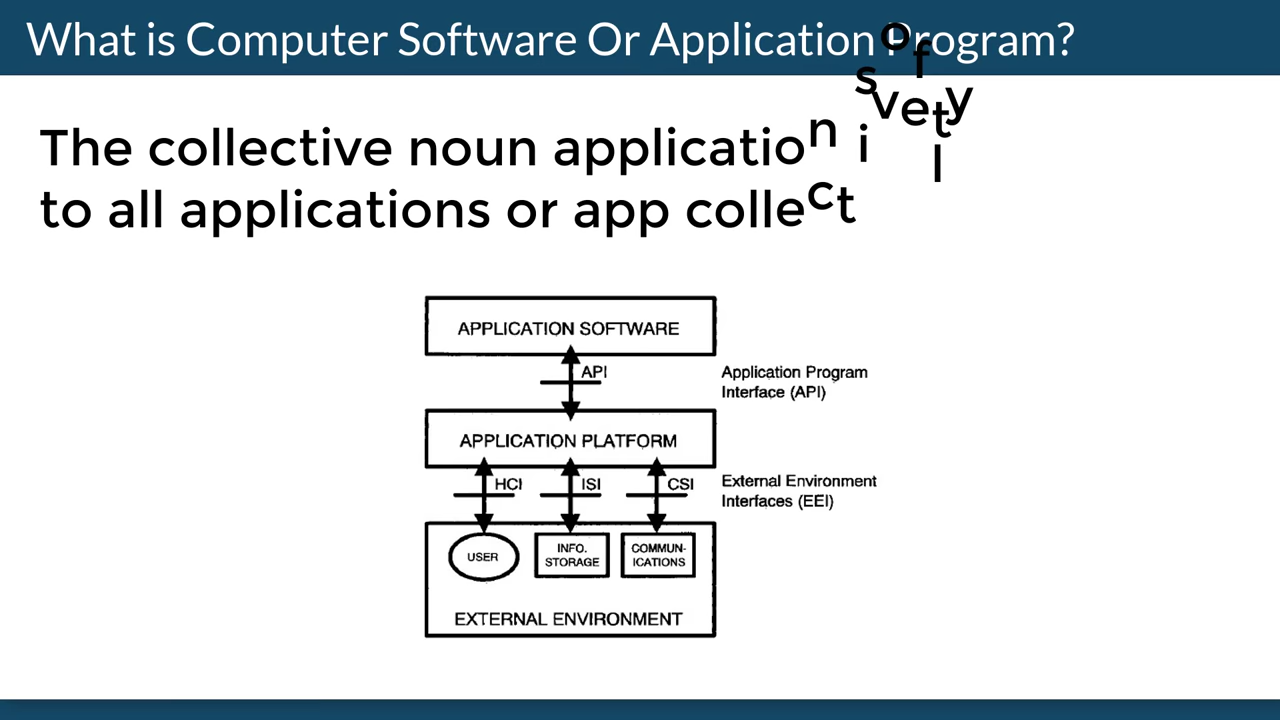 What is Computer Software Or Application Program?
The collective noun application
to all applications or app collect
APPLICATION SOFTWARE
API
Application Program
Interface (API)
APPLICATION PLATFORM
HCI
ISI
CSI
External Environment
Interfaces (EEI)
USER
INFO.
STORAGE
COMMUN-
ICATIONS
EXTERNAL ENVIRONMENT